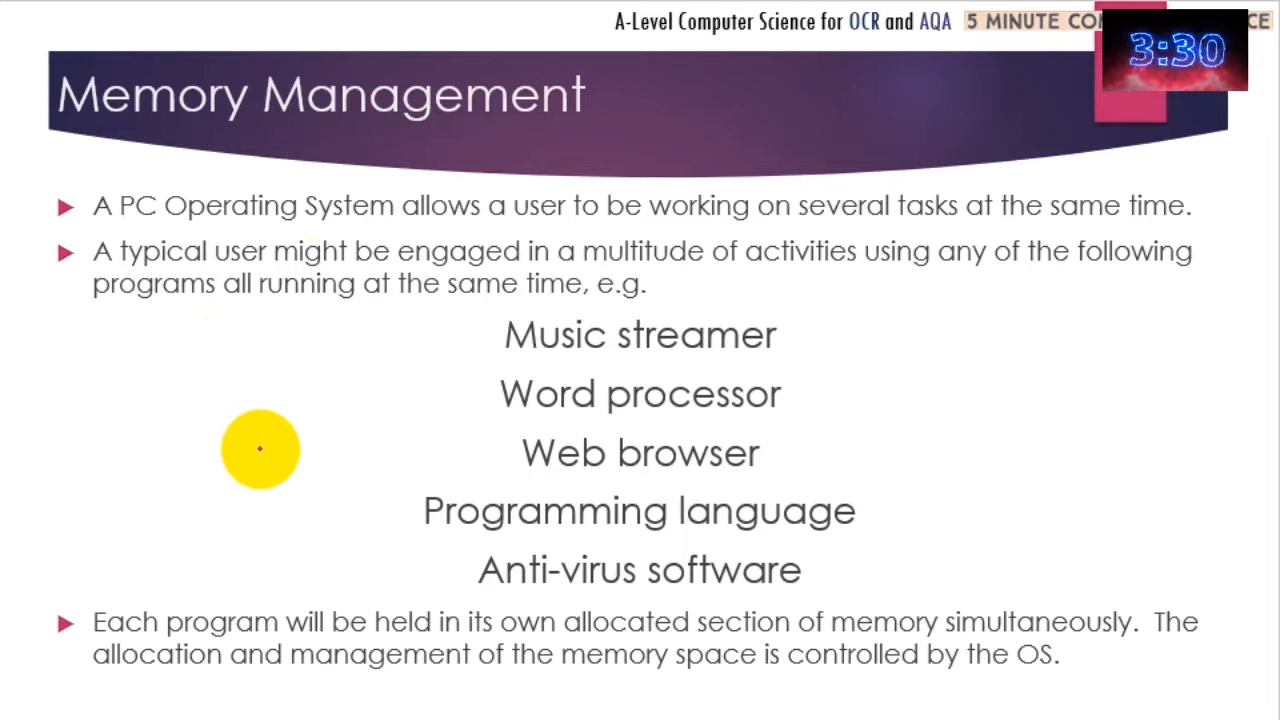 A-Level Computer Science for OCR and AQA 5 MINUTE CO CE
3:30
Memory Management
A PC Operating System allows a user to be working on several tasks at the same time.
A typical user might be engaged in a multitude of activities using any of the following
programs all running at the same time, e.g.
Music streamer
Word processor
Web browser
Programming language
Anti-virus software
Each program will be held in its own allocated section of memory simultaneously. The
allocation and management of the memory space is controlled by the OS.